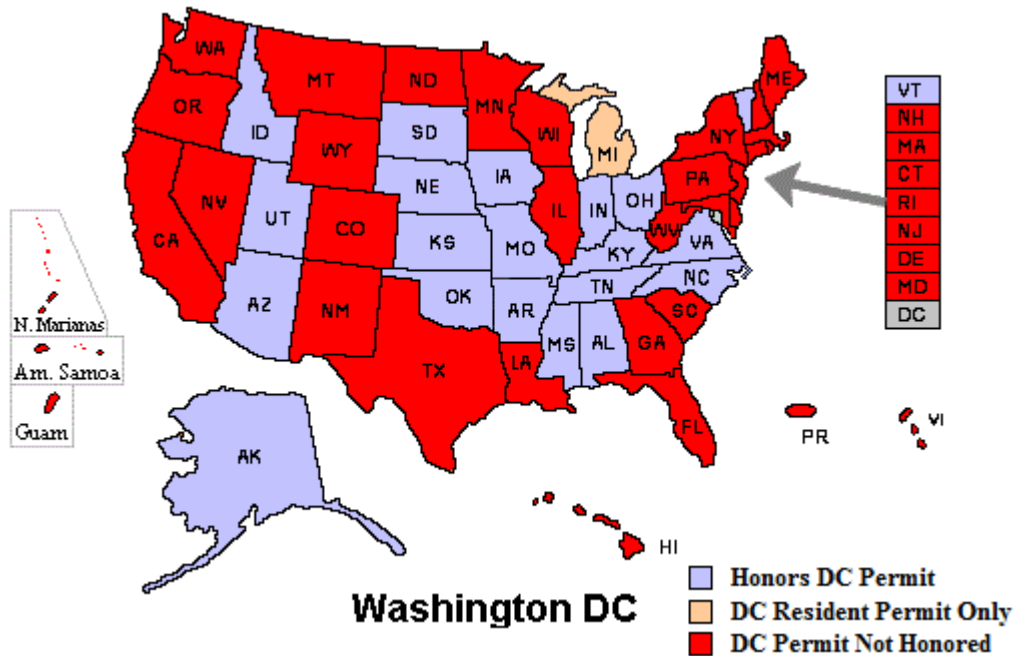 WA
MT
ND
MN
ME
VT
OR
ID
SD
WI
NY
NH
WY
MI
MA
IA
PA
CT
NE
OH
NV
UT
IL
IN
RI
CO
WV
CA
KS
MO
VA
NJ
KY
NC
DE
TN
OK
AZ
NM
AR
SC
MD
MS
AL
GA
DC
N. Marianas
LA
TX
Am. Samoa
FL
Guam
PR
VI
AK
HI
Honors DC Permit
Washington DC
DC Resident Permit Only
DC Permit Not Honored